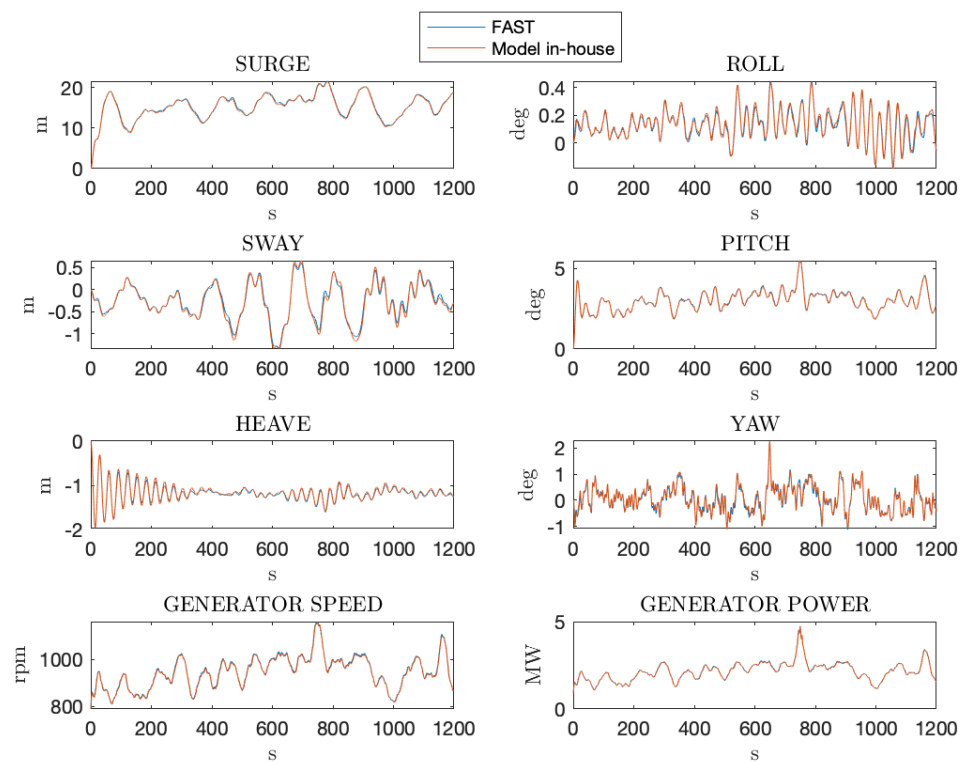 FAST
Model in-house
SURGE
20
10
0
m
0 200 400 600 800 1000 1200
s
ROLL
0.4
0.2
0
deg
0 200 400 600 800 1000 1200
s
SWAY
0.5
0
-0.5
-1
m
0 200 400 600 800 1000 1200
s
PITCH
5
0
deg
0 200 400 600 800 1000 1200
s
HEAVE
0
-1
-2
m
0 200 400 600 800 1000 1200
s
YAW
2
1
0
-1
deg
0 200 400 600 800 1000 1200
s
GENERATOR SPEED
1000
800
rpm
0 200 400 600 800 1000 1200
s
GENERATOR POWER
5
0
MW
0 200 400 600 800 1000 1200
s